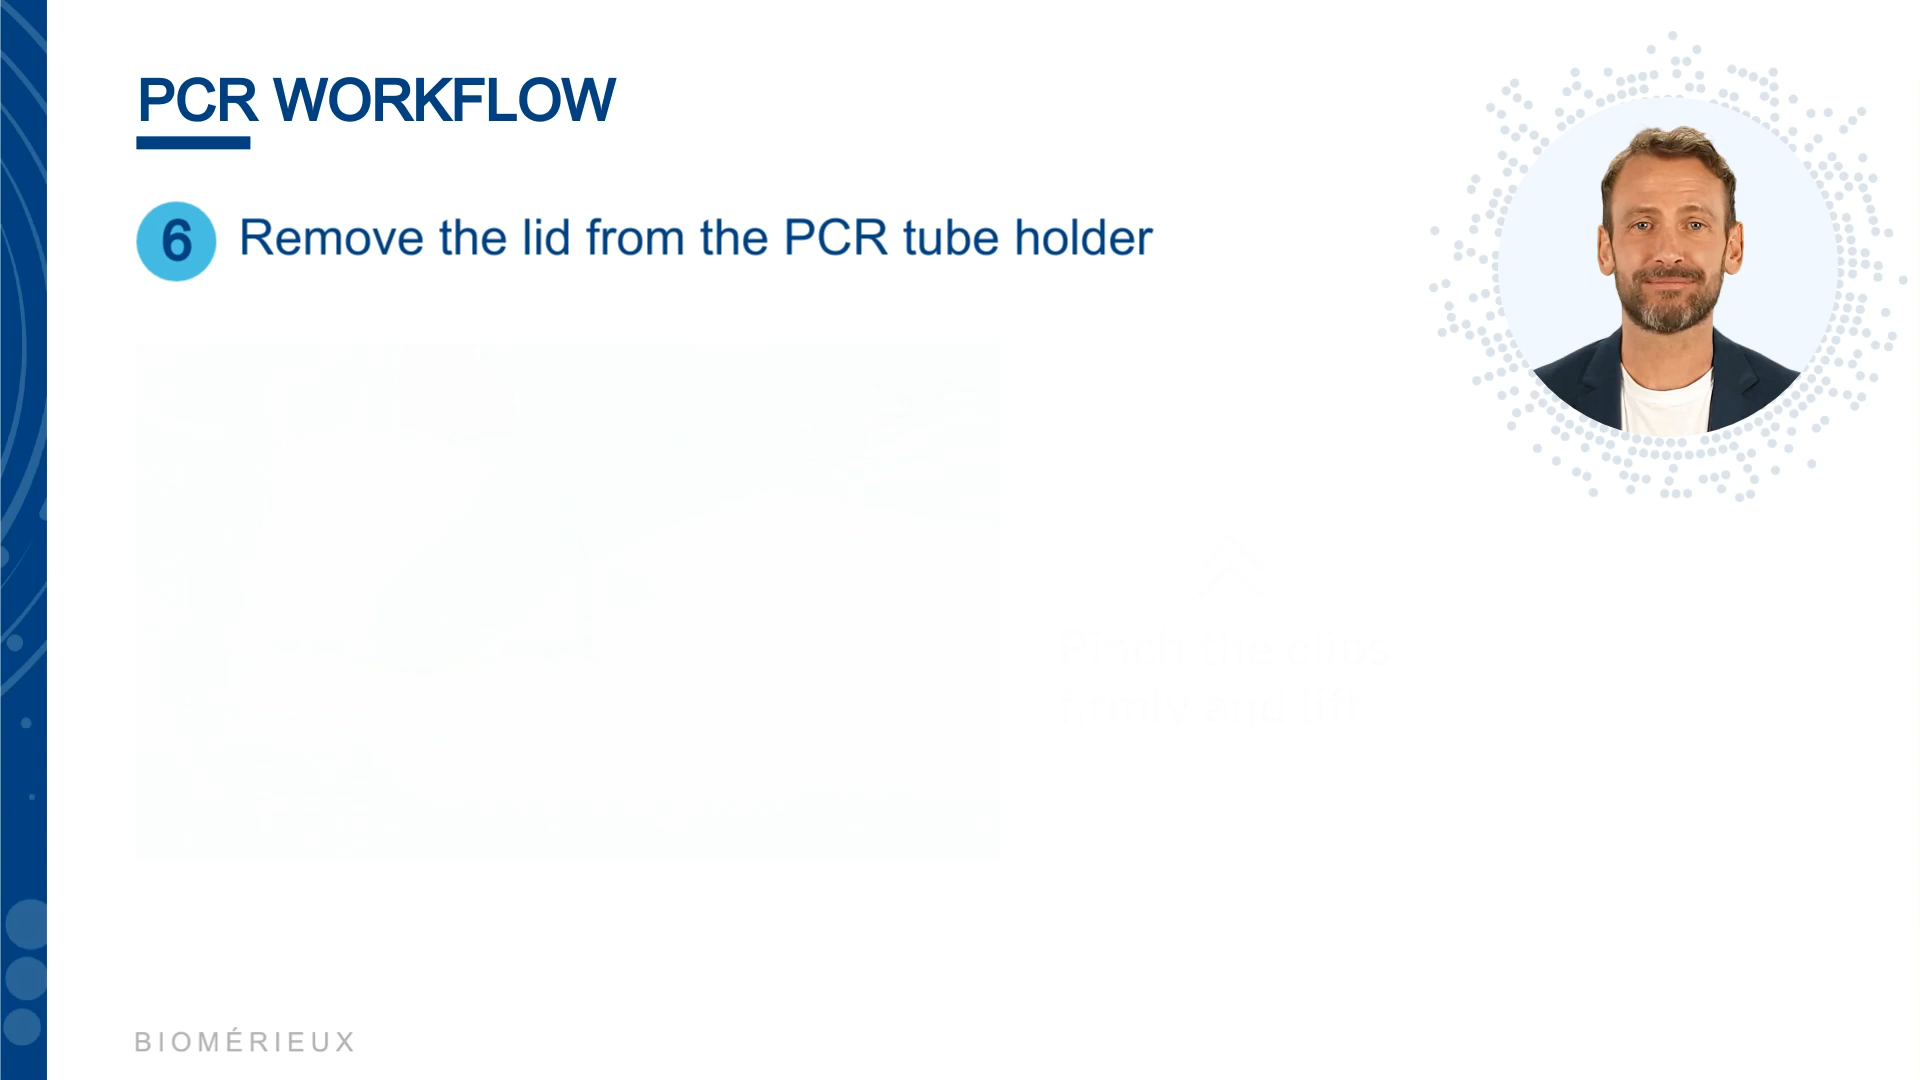 PCR WORKFLOW
6 Remove the lid from the PCR tube holder
BIOMÉRIEUX